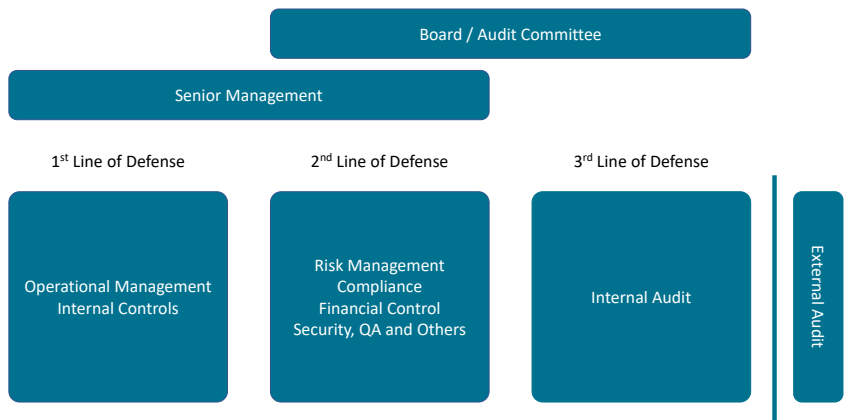 Board / Audit Committee
Senior Management
1st Line of Defense
2nd Line of Defense
3rd Line of Defense
Operational Management
Internal Controls
Risk Management
Compliance
Financial Control
Security, QA and Others
Internal Audit
External Audit